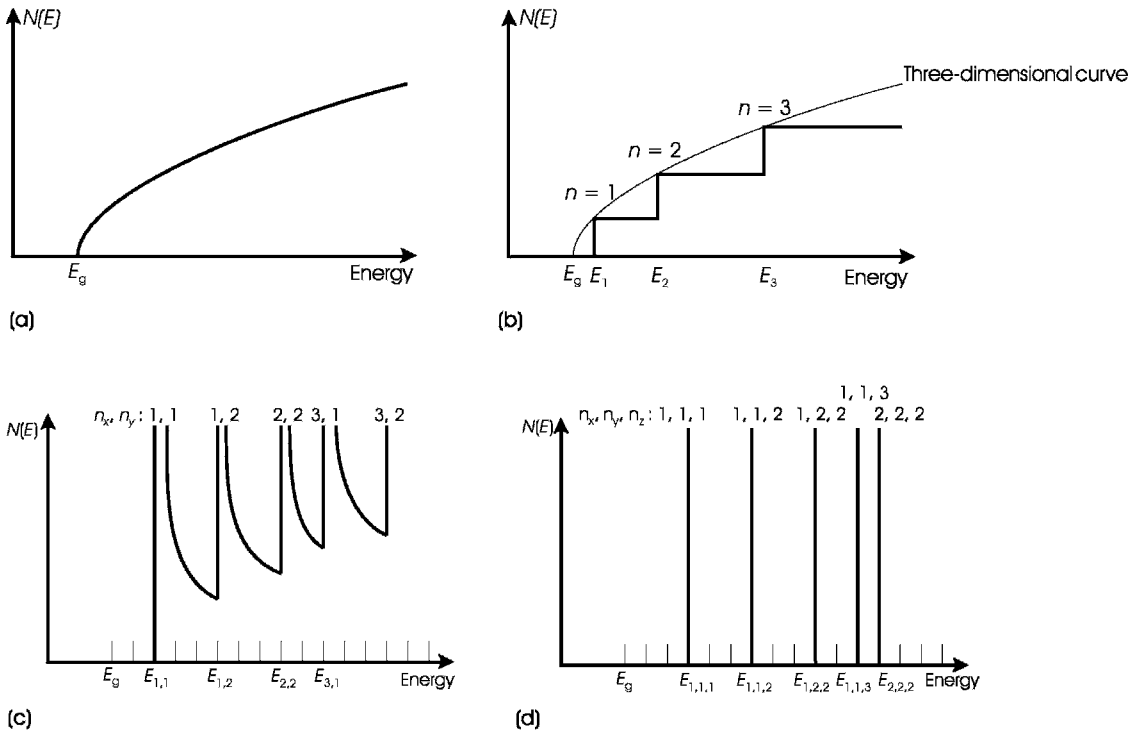 N(E)
E_g
Energy
(a)
N(E)
Three-dimensional curve
n = 3
n = 2
n = 1
E_g E_1 E_2 E_3 Energy
(b)
n_x, n_y : 1, 1 1, 2 2, 2 3, 1 3, 2
N(E)
E_g E_1,1 E_1,2 E_2,2 E_3,1 Energy
(c)
1, 1, 3
n_x, n_y, n_z : 1, 1, 1 1, 1, 2 1, 2, 2 2, 2, 2
N(E)
E_g E_1,1,1 E_1,1,2 E_1,2,2 E_1,1,3 E_2,2,2 Energy
(d)